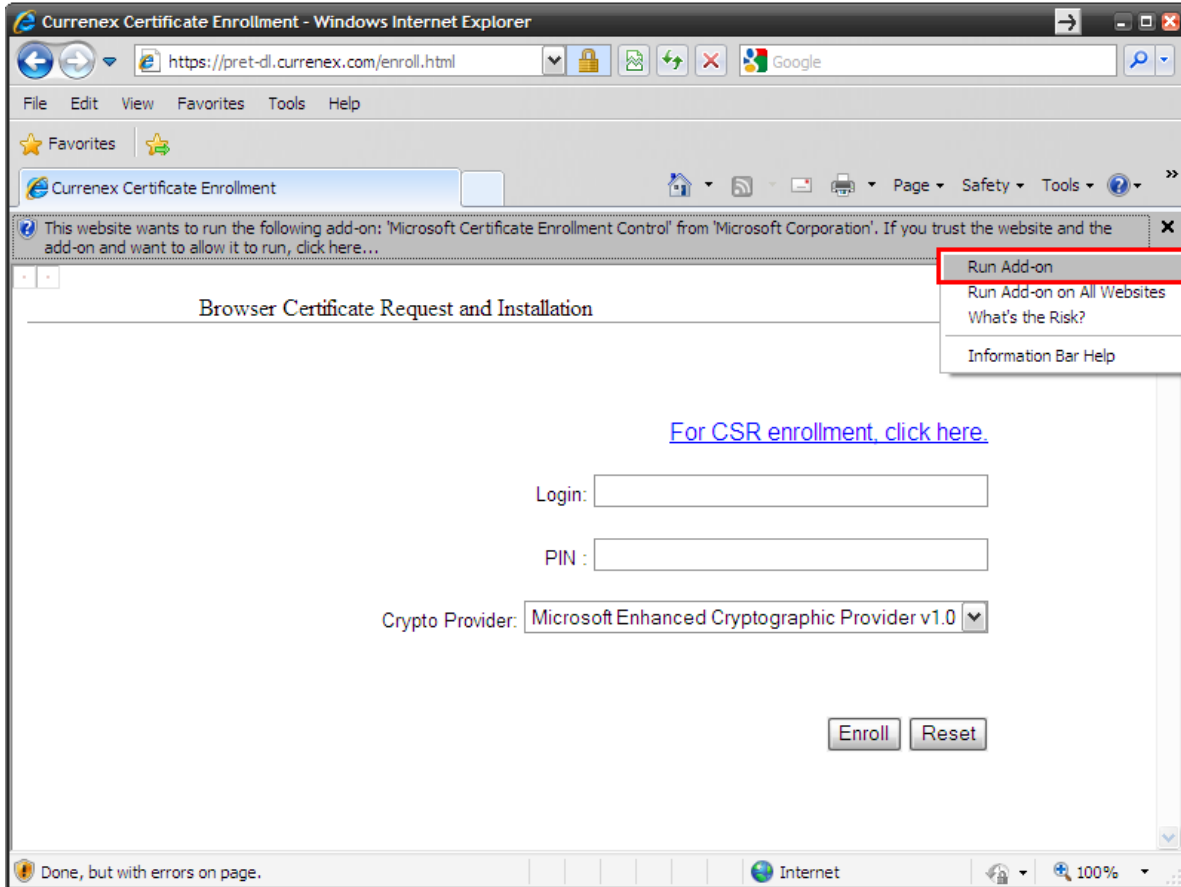 Currenex Certificate Enrollment - Windows Internet Explorer
https://pret-dl.currenex.com/enroll.html
Google
File Edit View Favorites Tools Help
Favorites
Currenex Certificate Enrollment
Page Safety Tools
This website wants to run the following add-on: 'Microsoft Certificate Enrollment Control' from 'Microsoft Corporation'. If you trust the website and the
add-on and want to allow it to run, click here...
Run Add-on
Run Add-on on All Websites
What's the Risk?
Information Bar Help
Browser Certificate Request and Installation
For CSR enrollment, click here.
Login:
PIN :
Crypto Provider: Microsoft Enhanced Cryptographic Provider v1.0
Enroll Reset
Done, but with errors on page. Internet 100%